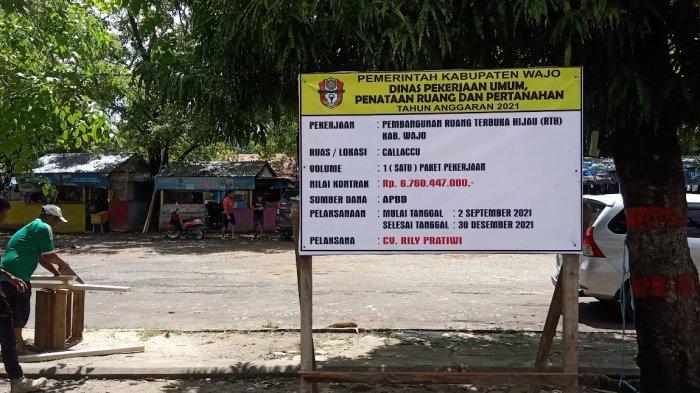 PEMERINTAH KABUPATEN WAJO
DINAS PEKERJAAN UMUM,
PENATAAN RUANG DAN PERTANAHAN
TAHUN ANGGARAN 2021
PEKERJAAN : PEMBANGUNAN RUANG TERBUKA HIJAU (RTH)
KAB. WAJO
RUAS / LOKASI : CALLACCU
VOLUME : 1 ( SATU ) PAKET PEKERJAAN
NILAI KONTRAK : Rp. 6.760.447.000,-
SUMBER DANA : APBD
PELAKSANAAN : MULAI TANGGAL : 2 SEPTEMBER 2021
SELESAI TANGGAL : 30 DESEMBER 2021
PELAKSANA : CV. RILY PRATIWI